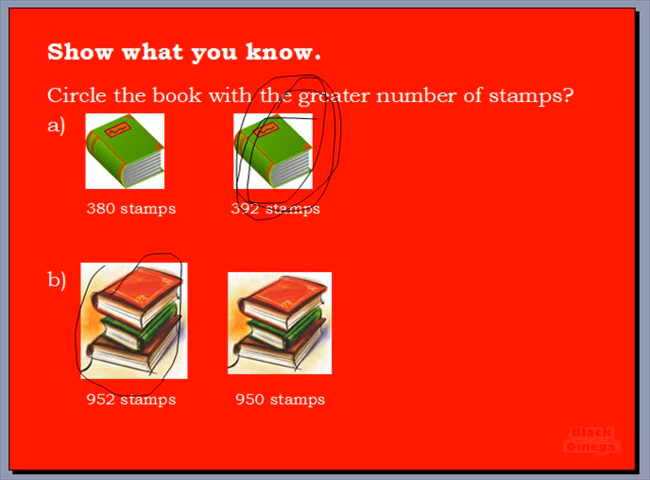 Show what you know.
Circle the book with the greater number of stamps?
a)
380 stamps 392 stamps
b)
952 stamps 950 stamps
Black
Omega